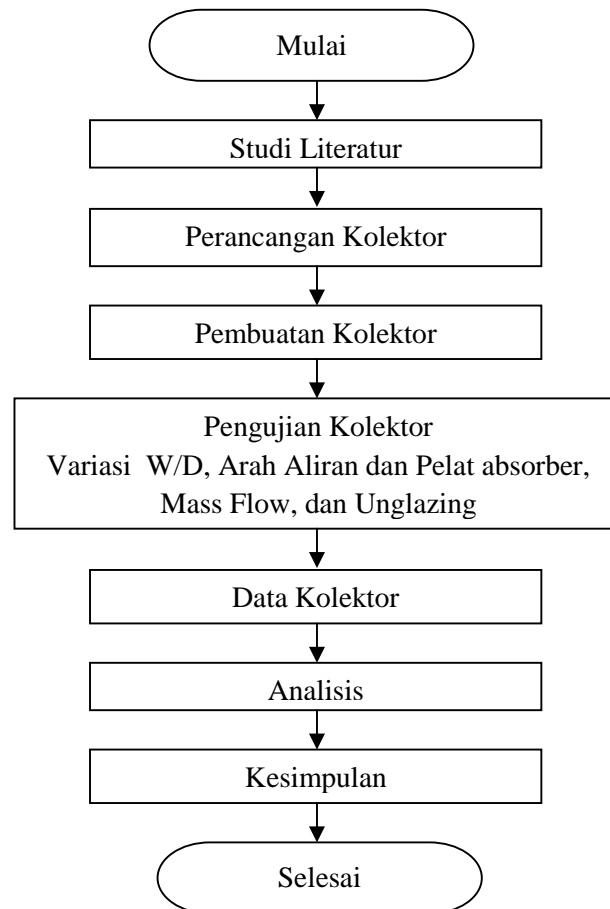 Mulai
Studi Literatur
Perancangan Kolektor
Pembuatan Kolektor
Pengujian Kolektor
Variasi W/D, Arah Aliran dan Pelat absorber,
Mass Flow, dan Unglazing
Data Kolektor
Analisis
Kesimpulan
Selesai